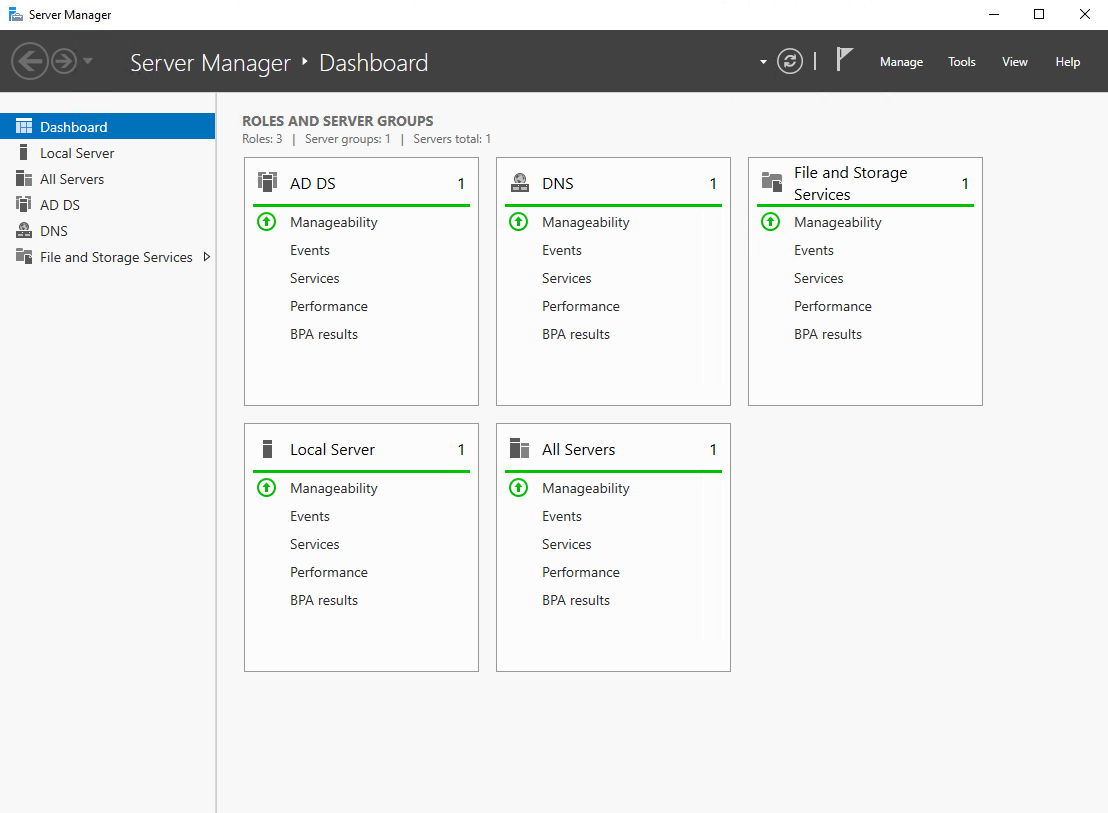 Server Manager
Server Manager ‣ Dashboard
Manage Tools View Help
Dashboard
Local Server
All Servers
AD DS
DNS
File and Storage Services
ROLES AND SERVER GROUPS
Roles: 3 | Server groups: 1 | Servers total: 1
AD DS 1
Manageability
Events
Services
Performance
BPA results
DNS 1
Manageability
Events
Services
Performance
BPA results
File and Storage
Services 1
Manageability
Events
Services
Performance
BPA results
Local Server 1
Manageability
Events
Services
Performance
BPA results
All Servers 1
Manageability
Events
Services
Performance
BPA results